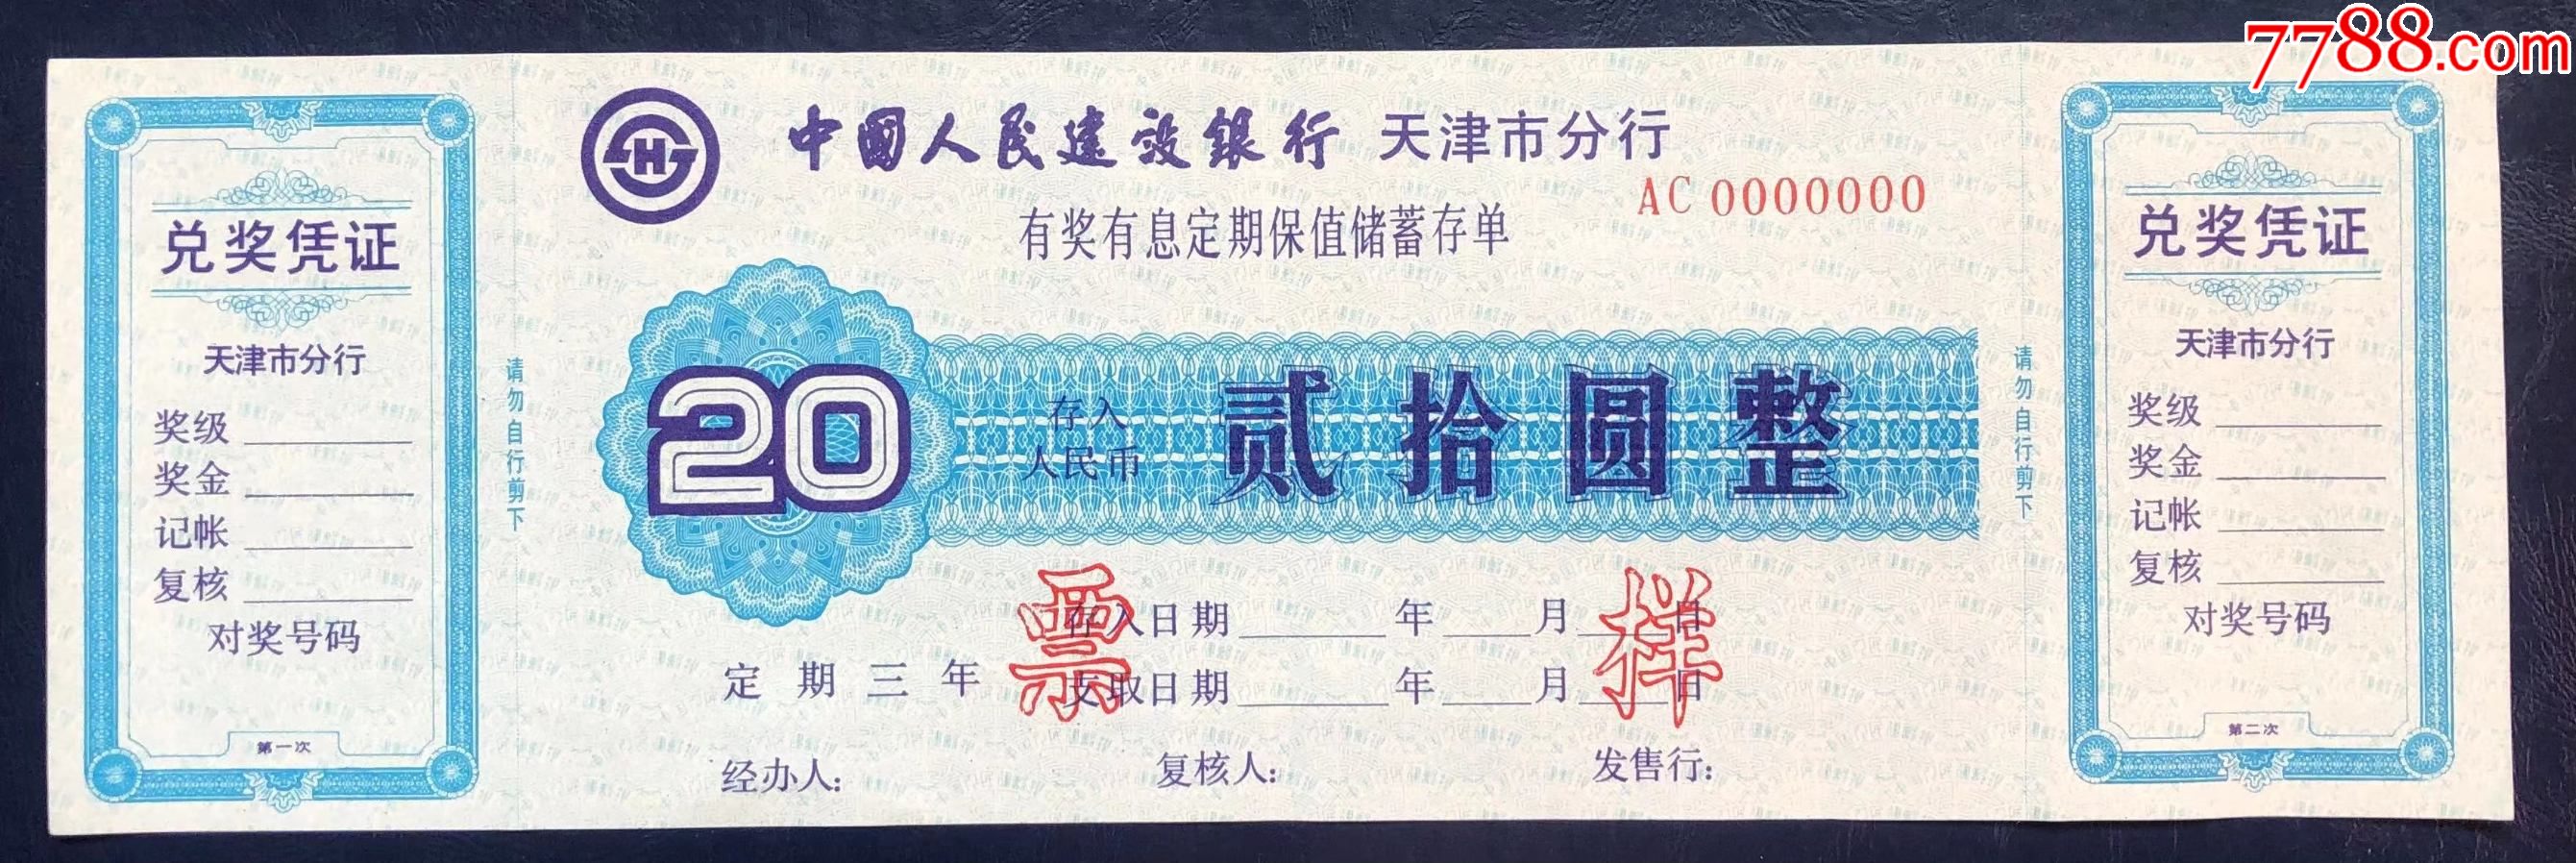 7788.com
中國人民建设銀行 天津市分行
AC 0000000
有奖有息定期保值储蓄存单
20
存入
人民币
贰拾圆整
票样
存入日期 年 月 日
定期三年
支取日期 年 月 日
经办人:
复核人:
发售行:
请勿自行剪下
兑奖凭证
天津市分行
奖级
奖金
记帐
复核
对奖号码
第一次
请勿自行剪下
兑奖凭证
天津市分行
奖级
奖金
记帐
复核
对奖号码
第二次